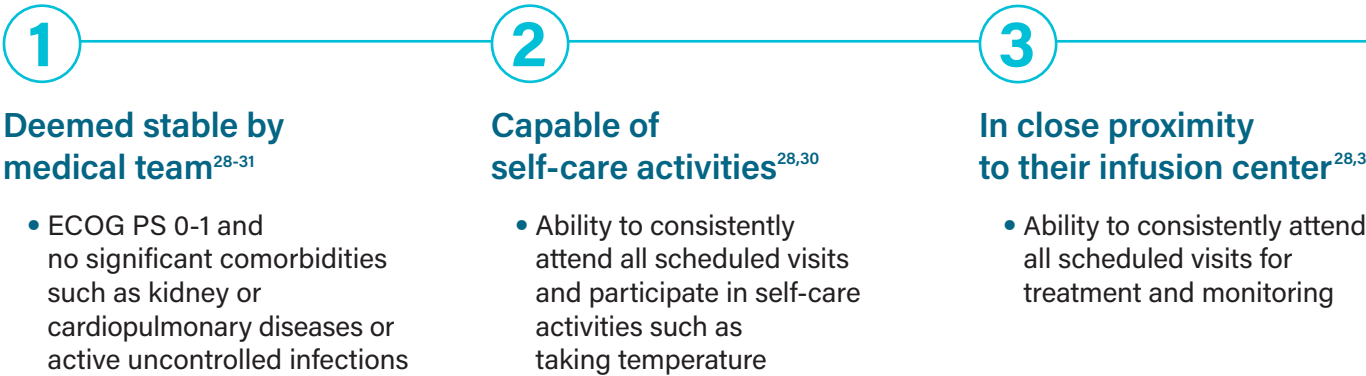 1
Deemed stable by
medical team28-31
• ECOG PS 0-1 and
no significant comorbidities
such as kidney or
cardiopulmonary diseases or
active uncontrolled infections
2
Capable of
self-care activities28,30
• Ability to consistently
attend all scheduled visits
and participate in self-care
activities such as
taking temperature
3
In close proximity
to their infusion center28,3
• Ability to consistently attend
all scheduled visits for
treatment and monitoring